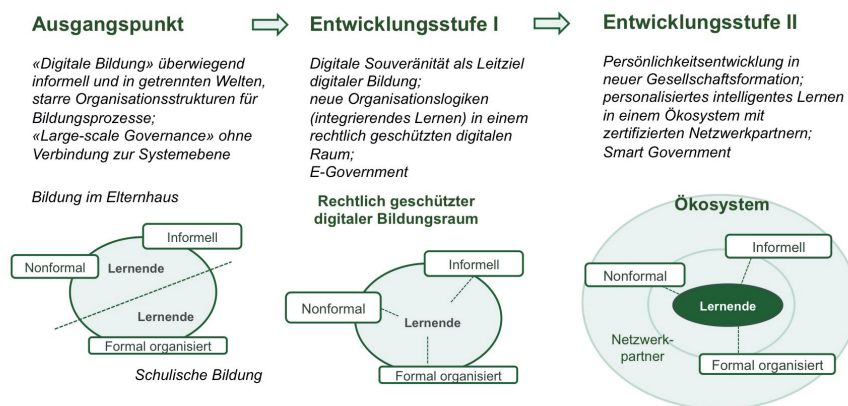 Ausgangspunkt
«Digitale Bildung» überwiegend
informell und in getrennten Welten,
starre Organisationsstrukturen für
Bildungsprozesse;
«Large-scale Governance» ohne
Verbindung zur Systemebene
Bildung im Elternhaus
Informell
Nonformal
Lernende
Lernende
Formal organisiert
Schulische Bildung
Entwicklungsstufe I
Digitale Souveränität als Leitziel
digitaler Bildung;
neue Organisationslogiken
(integrierendes Lernen) in einem
rechtlich geschützten digitalen
Raum;
E-Government
Rechtlich geschützter
digitaler Bildungsraum
Informell
Nonformal
Lernende
Formal organisiert
Entwicklungsstufe II
Persönlichkeitsentwicklung in
neuer Gesellschaftsformation;
personalisiertes intelligentes Lernen
in einem Ökosystem mit
zertifizierten Netzwerkpartnern;
Smart Government
Ökosystem
Informell
Nonformal
Lernende
Netzwerk-
partner
Formal organisiert